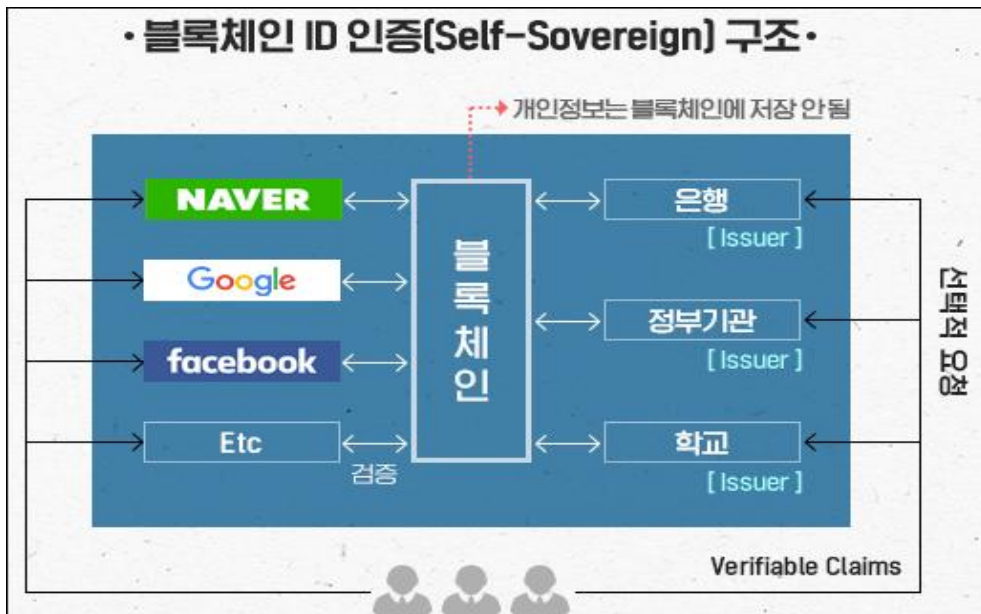 ·블록체인 ID 인증(Self-Sovereign) 구조·
개인정보는 블록체인에 저장 안 됨
NAVER
Google
facebook
Etc
검증
블록체인
은행
[ Issuer ]
정부기관
[ Issuer ]
학교
[ Issuer ]
선택적 요청
Verifiable Claims